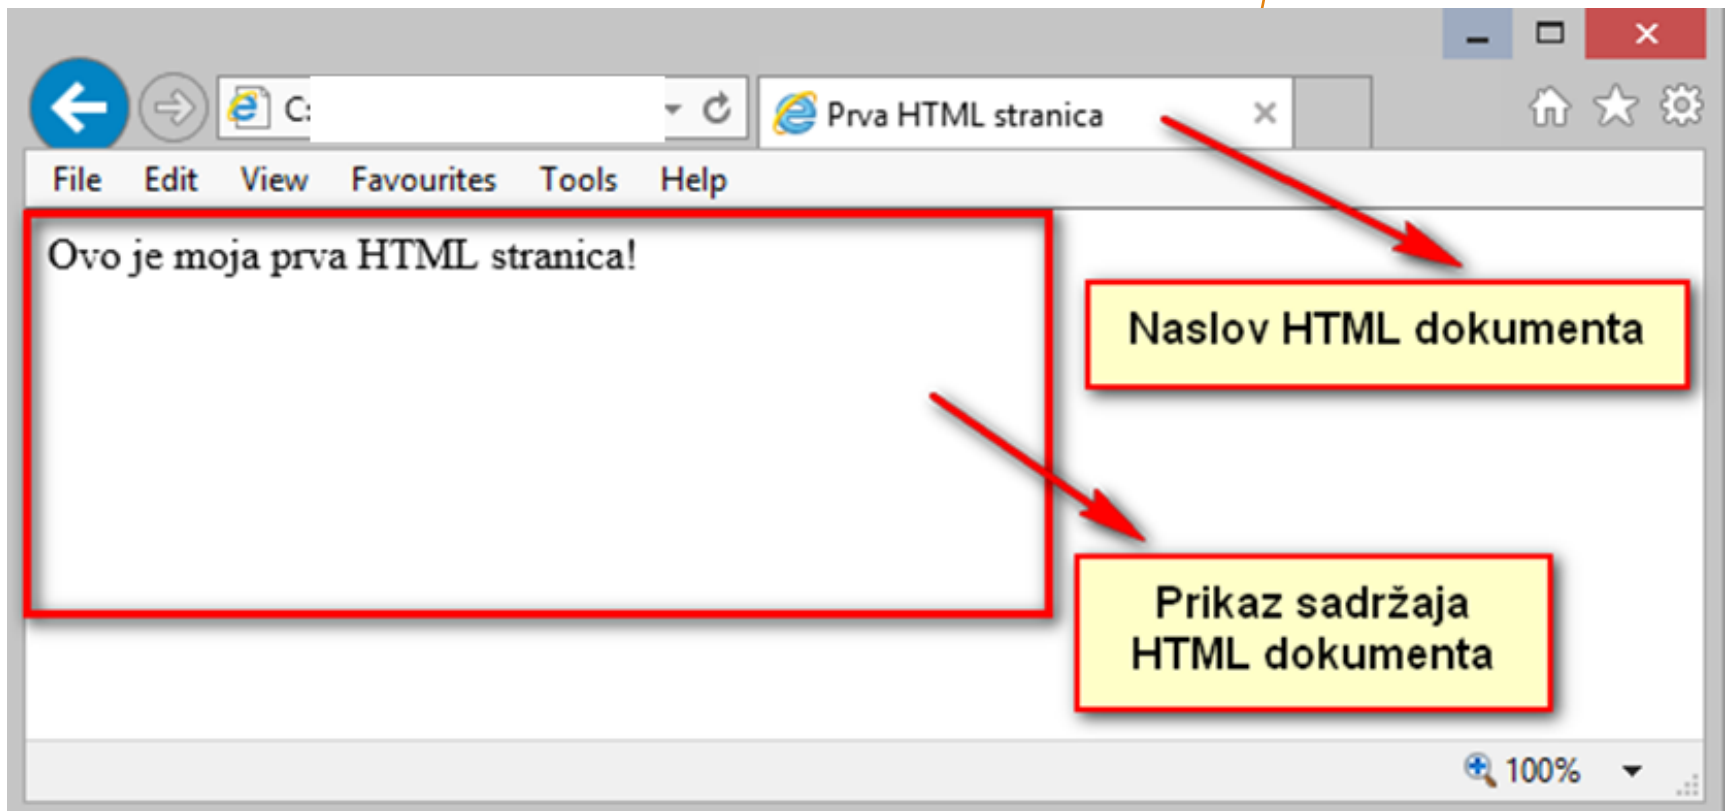 C:
Prva HTML stranica
File Edit View Favourites Tools Help
Ovo je moja prva HTML stranica!
Naslov HTML dokumenta
Prikaz sadržaja
HTML dokumenta
100%